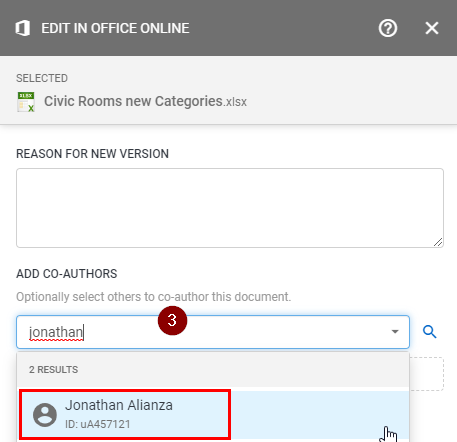 EDIT IN OFFICE ONLINE
SELECTED
XLSX
Civic Rooms new Categories.xlsx
REASON FOR NEW VERSION
ADD CO-AUTHORS
Optionally select others to co-author this document.
3
jonathan
2 RESULTS
Jonathan Alianza
ID: uA457121